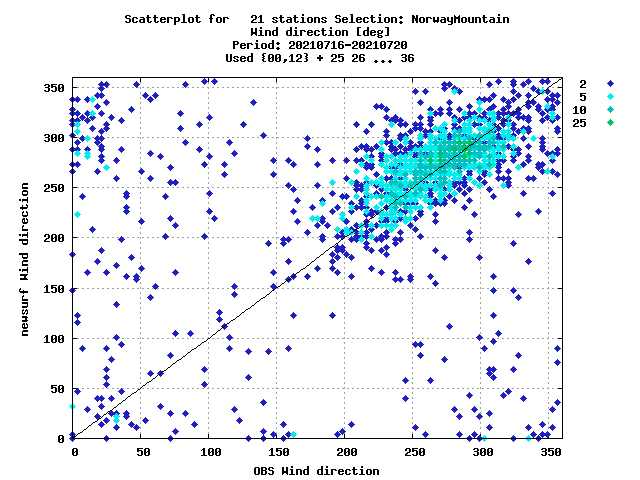 Scatterplot for 21 stations Selection: NorwayMountain
Wind direction [deg]
Period: 20210716-20210720
Used {00,12} + 25 26 ... 36
350
300
250
200
150
100
50
0
newsurf Wind direction
0 50 100 150 200 250 300 350
OBS Wind direction
2
5
10
25